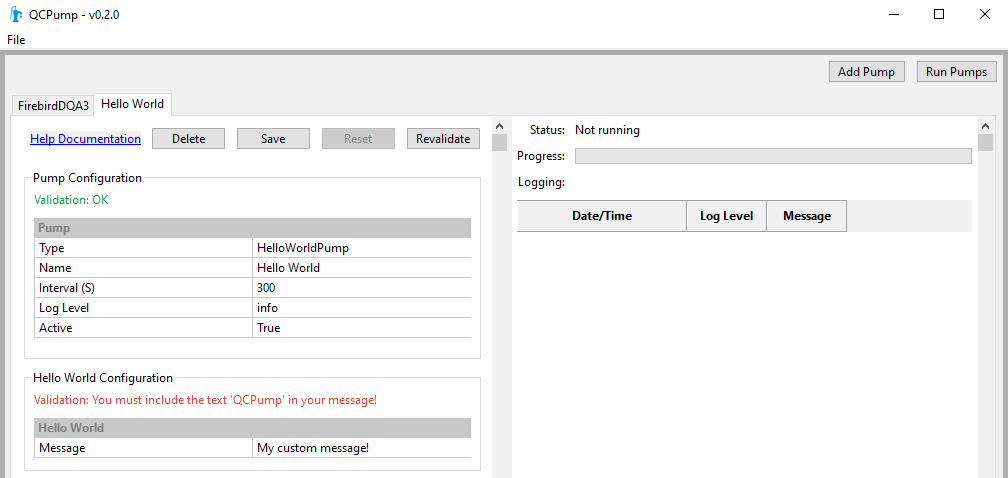 QCPump - v0.2.0
File
Add Pump Run Pumps
FirebirdDQA3 Hello World
Help Documentation Delete Save Reset Revalidate
Pump Configuration
Validation: OK
Pump
Type HelloWorldPump
Name Hello World
Interval (S) 300
Log Level info
Active True
Hello World Configuration
Validation: You must include the text 'QCPump' in your message!
Hello World
Message My custom message!
Status: Not running
Progress:
Logging:
Date/Time Log Level Message